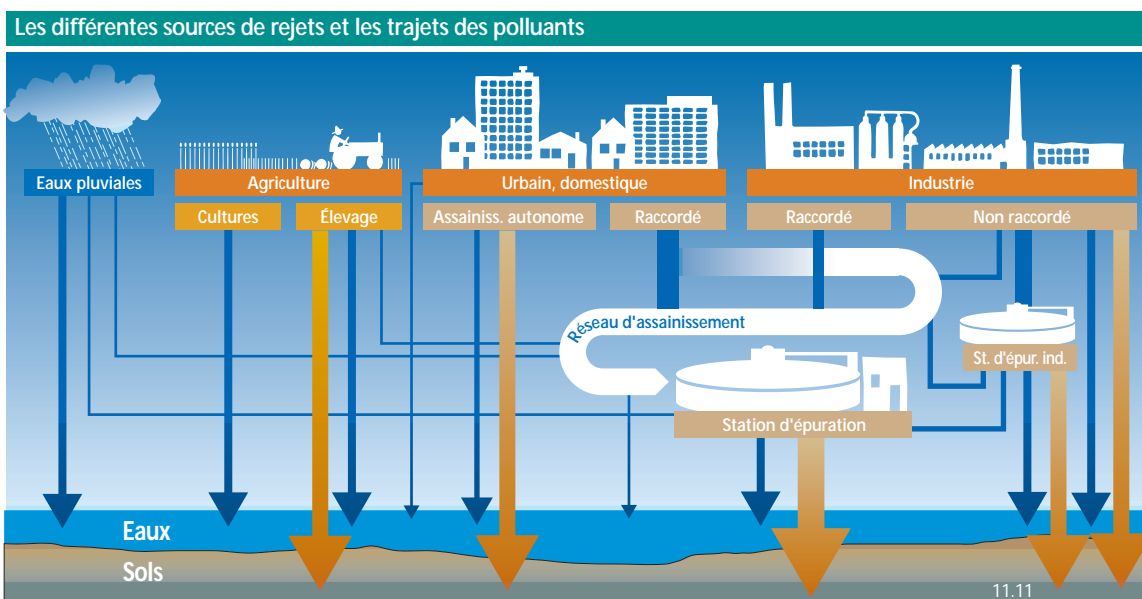 Les différentes sources de rejets et les trajets des polluants
Eaux pluviales
Agriculture
Urbain, domestique
Industrie
Cultures
Élevage
Assainiss. autonome
Raccordé
Raccordé
Non raccordé
Réseau d'assainissement
St. d'épur. ind.
Station d'épuration
Eaux
Sols
11.11